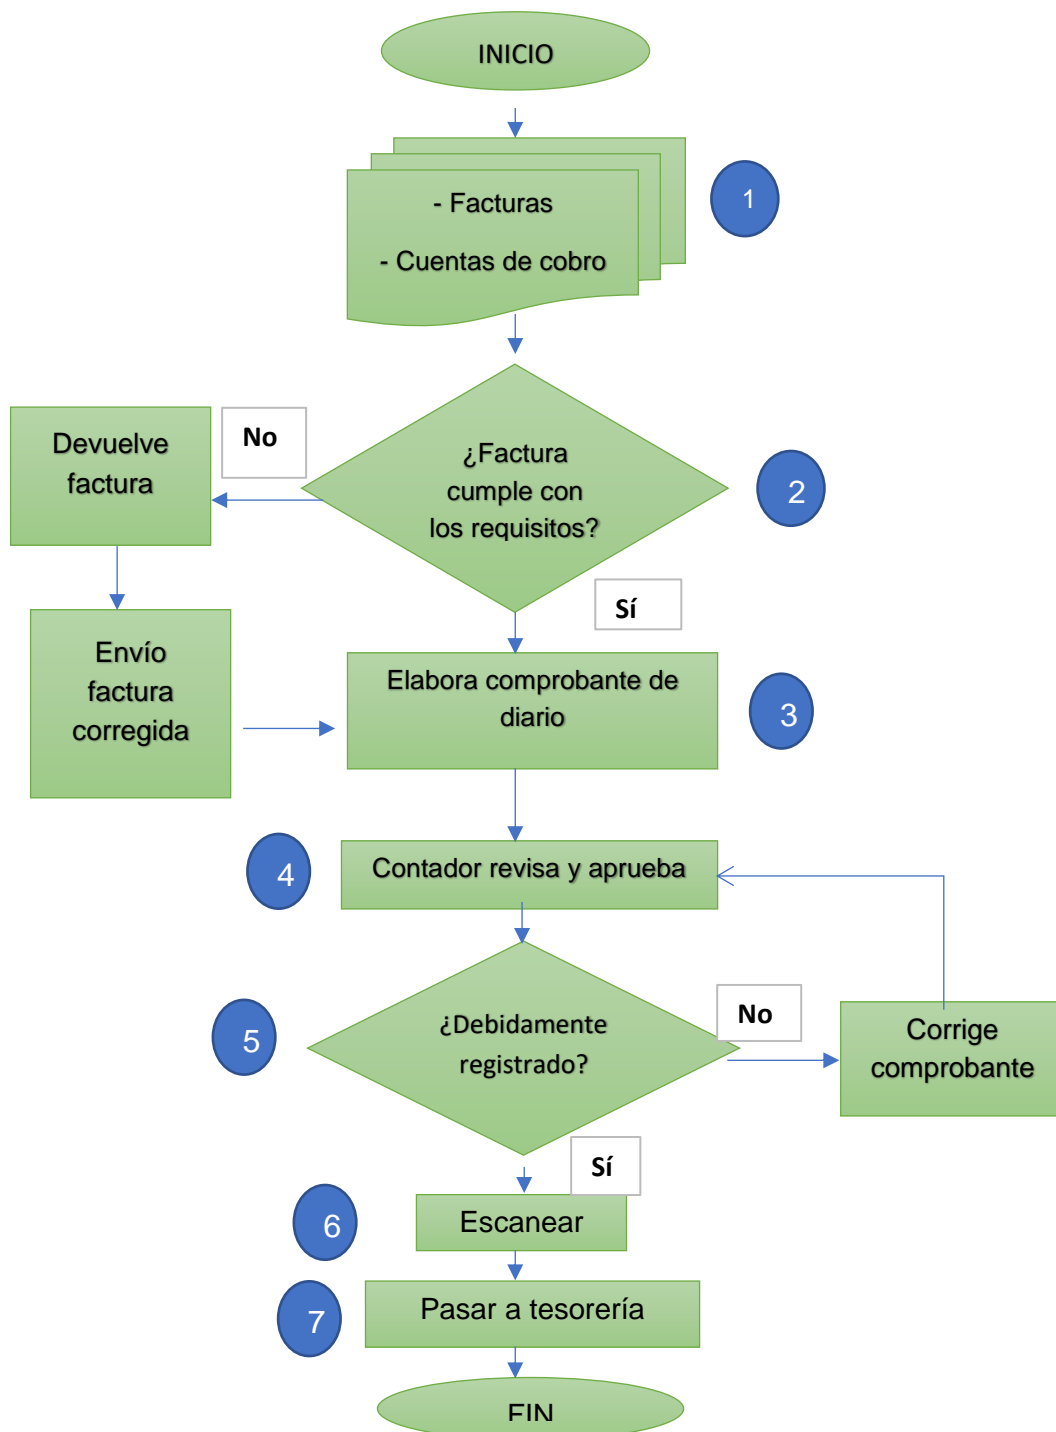 INICIO
- Facturas
- Cuentas de cobro
1
Devuelve
factura
No
¿Factura
cumple con
los requisitos?
2
Sí
Envío
factura
corregida
Elabora comprobante de
diario
3
4
Contador revisa y aprueba
5
¿Debidamente
registrado?
No
Corrige
comprobante
Sí
6
Escanear
7
Pasar a tesorería
FIN